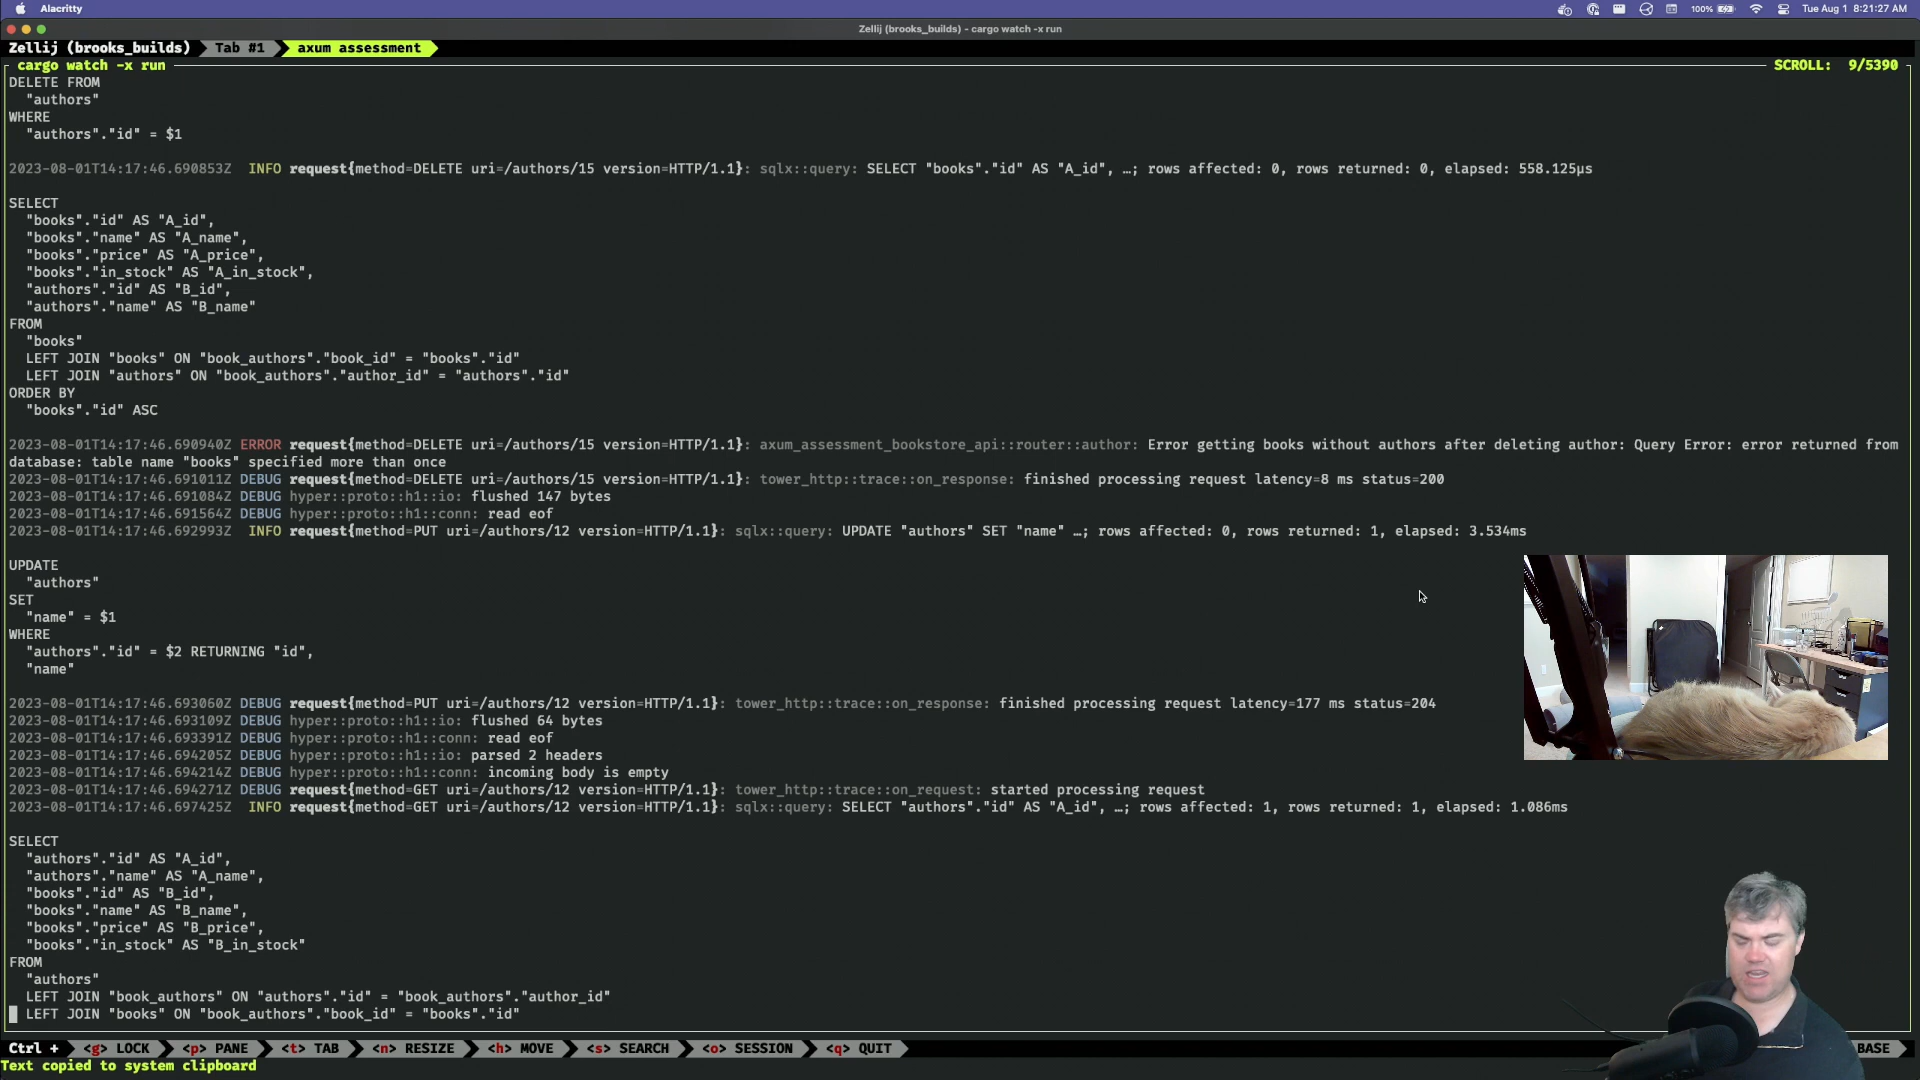 Alacritty
100%
Tue Aug 1 8:21:27 AM
Zellij (brooks_builds) - cargo watch -x run
Zellij (brooks_builds) Tab #1 axum assessment
cargo watch -x run SCROLL: 9/5390
DELETE FROM
"authors"
WHERE
"authors"."id" = $1
2023-08-01T14:17:46.690853Z INFO request{method=DELETE uri=/authors/15 version=HTTP/1.1}: sqlx::query: SELECT "books"."id" AS "A_id", …; rows affected: 0, rows returned: 0, elapsed: 558.125µs
SELECT
"books"."id" AS "A_id",
"books"."name" AS "A_name",
"books"."price" AS "A_price",
"books"."in_stock" AS "A_in_stock",
"authors"."id" AS "B_id",
"authors"."name" AS "B_name"
FROM
"books"
LEFT JOIN "books" ON "book_authors"."book_id" = "books"."id"
LEFT JOIN "authors" ON "book_authors"."author_id" = "authors"."id"
ORDER BY
"books"."id" ASC
2023-08-01T14:17:46.690940Z ERROR request{method=DELETE uri=/authors/15 version=HTTP/1.1}: axum_assessment_bookstore_api::router::author: Error getting books without authors after deleting author: Query Error: error returned from
database: table name "books" specified more than once
2023-08-01T14:17:46.691011Z DEBUG request{method=DELETE uri=/authors/15 version=HTTP/1.1}: tower_http::trace::on_response: finished processing request latency=8 ms status=200
2023-08-01T14:17:46.691084Z DEBUG hyper::proto::h1::io: flushed 147 bytes
2023-08-01T14:17:46.691564Z DEBUG hyper::proto::h1::conn: read eof
2023-08-01T14:17:46.692993Z INFO request{method=PUT uri=/authors/12 version=HTTP/1.1}: sqlx::query: UPDATE "authors" SET "name" …; rows affected: 0, rows returned: 1, elapsed: 3.534ms
UPDATE
"authors"
SET
"name" = $1
WHERE
"authors"."id" = $2 RETURNING "id",
"name"
2023-08-01T14:17:46.693060Z DEBUG request{method=PUT uri=/authors/12 version=HTTP/1.1}: tower_http::trace::on_response: finished processing request latency=177 ms status=204
2023-08-01T14:17:46.693109Z DEBUG hyper::proto::h1::io: flushed 64 bytes
2023-08-01T14:17:46.693391Z DEBUG hyper::proto::h1::conn: read eof
2023-08-01T14:17:46.694205Z DEBUG hyper::proto::h1::io: parsed 2 headers
2023-08-01T14:17:46.694214Z DEBUG hyper::proto::h1::conn: incoming body is empty
2023-08-01T14:17:46.694271Z DEBUG request{method=GET uri=/authors/12 version=HTTP/1.1}: tower_http::trace::on_request: started processing request
2023-08-01T14:17:46.697425Z INFO request{method=GET uri=/authors/12 version=HTTP/1.1}: sqlx::query: SELECT "authors"."id" AS "A_id", …; rows affected: 1, rows returned: 1, elapsed: 1.086ms
SELECT
"authors"."id" AS "A_id",
"authors"."name" AS "A_name",
"books"."id" AS "B_id",
"books"."name" AS "B_name",
"books"."price" AS "B_price",
"books"."in_stock" AS "B_in_stock"
FROM
"authors"
LEFT JOIN "book_authors" ON "authors"."id" = "book_authors"."author_id"
LEFT JOIN "books" ON "book_authors"."book_id" = "books"."id"
Ctrl + <g> LOCK <p> PANE <t> TAB <n> RESIZE <h> MOVE <s> SEARCH <o> SESSION <q> QUIT BASE
Text copied to system clipboard